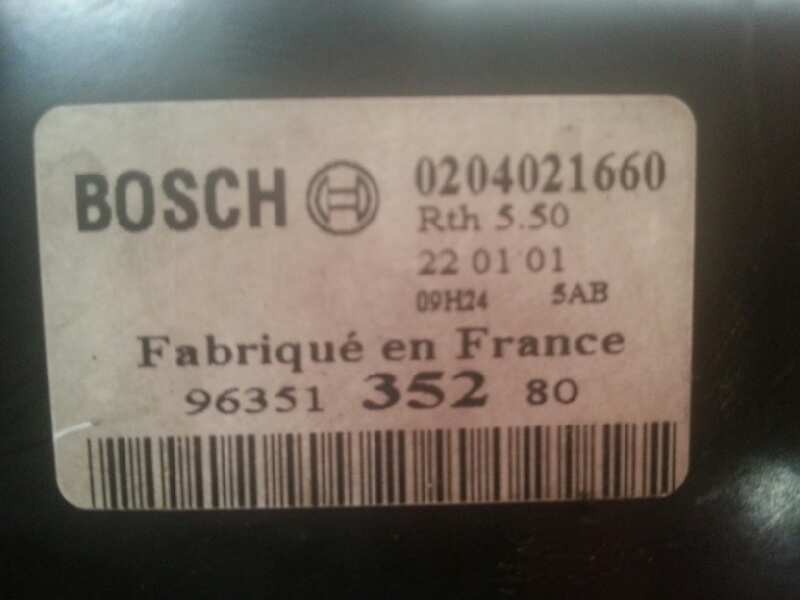 BOSCH 0204021660
Rth 5.50
22 01 01
09H24 5AB
Fabriqué en France
96351 352 80